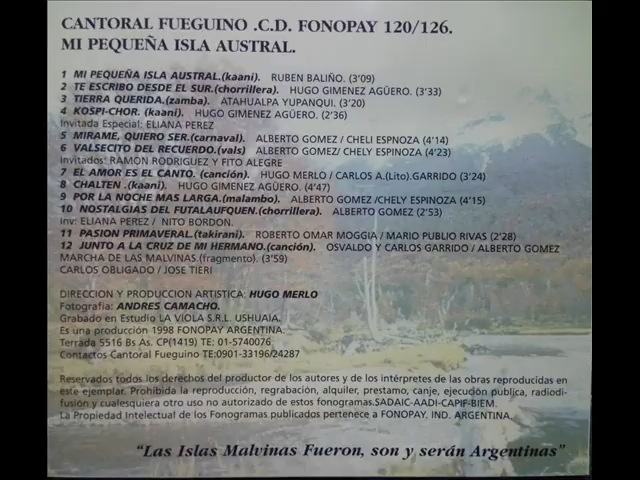 CANTORAL FUEGUINO .C.D. FONOPAY 120/126.
MI PEQUEÑA ISLA AUSTRAL.
1 MI PEQUEÑA ISLA AUSTRAL.(kaani). RUBEN BALIÑO. (3'09)
2 TE ESCRIBO DESDE EL SUR.(chorrillera). HUGO GIMENEZ AGÜERO. (3'33)
3 TIERRA QUERIDA.(zamba). ATAHUALPA YUPANQUI. (3'20)
4 KOSPI-CHOR. (kaani). HUGO GIMENEZ AGÜERO. (2'36)
Invitada Especial: ELIANA PEREZ
5 MIRAME, QUIERO SER.(carnaval). ALBERTO GOMEZ / CHELI ESPINOZA (4'14)
6 VALSECITO DEL RECUERDO.(vals) ALBERTO GOMEZ/ CHELY ESPINOZA (4'23)
Invitados: RAMON RODRIGUEZ Y FITO ALEGRE
7 EL AMOR ES EL CANTO. (canción). HUGO MERLO / CARLOS A.(Lito).GARRIDO (3'24)
8 CHALTEN .(kaani). HUGO GIMENEZ AGÜERO. (4'47)
9 POR LA NOCHE MAS LARGA.(malambo). ALBERTO GOMEZ /CHELY ESPINOZA (4'15)
10 NOSTALGIAS DEL FUTALAUFQUEN.(chorrillera). ALBERTO GOMEZ (2'53)
Inv: ELIANA PEREZ / NITO BORDON.
11 PASION PRIMAVERAL.(takirani). ROBERTO OMAR MOGGIA / MARIO PUBLIO RIVAS (2'28)
12 JUNTO A LA CRUZ DE MI HERMANO.(canción). OSVALDO Y CARLOS GARRIDO / ALBERTO GOMEZ
MARCHA DE LAS MALVINAS.(fragmento). (3'59)
CARLOS OBLIGADO / JOSE TIERI
DIRECCION Y PRODUCCION ARTISTICA: HUGO MERLO
Fotografia: ANDRES CAMACHO.
Grabado en Estudio LA VIOLA S.R.L. USHUAIA.
Es una producción 1998 FONOPAY ARGENTINA.
Terrada 5516 Bs As. CP(1419) TE: 01-5740076
Contactos Cantoral Fueguino TE:0901-33196/24287
Reservados todos los derechos del productor de los autores y de los intérpretes de las obras reproducidas en
este ejemplar. Prohibida la reproducción, regrabación, alquiler, prestamo, canje, ejecución publica, radiodi-
fusión y cualesquiera otro uso no autorizado de estos fonogramas.SADAIC-AADI-CAPIF-BIEM.
La Propiedad Intelectual de los Fonogramas publicados pertenece a FONOPAY. IND. ARGENTINA.
"Las Islas Malvinas Fueron, son y serán Argentinas"